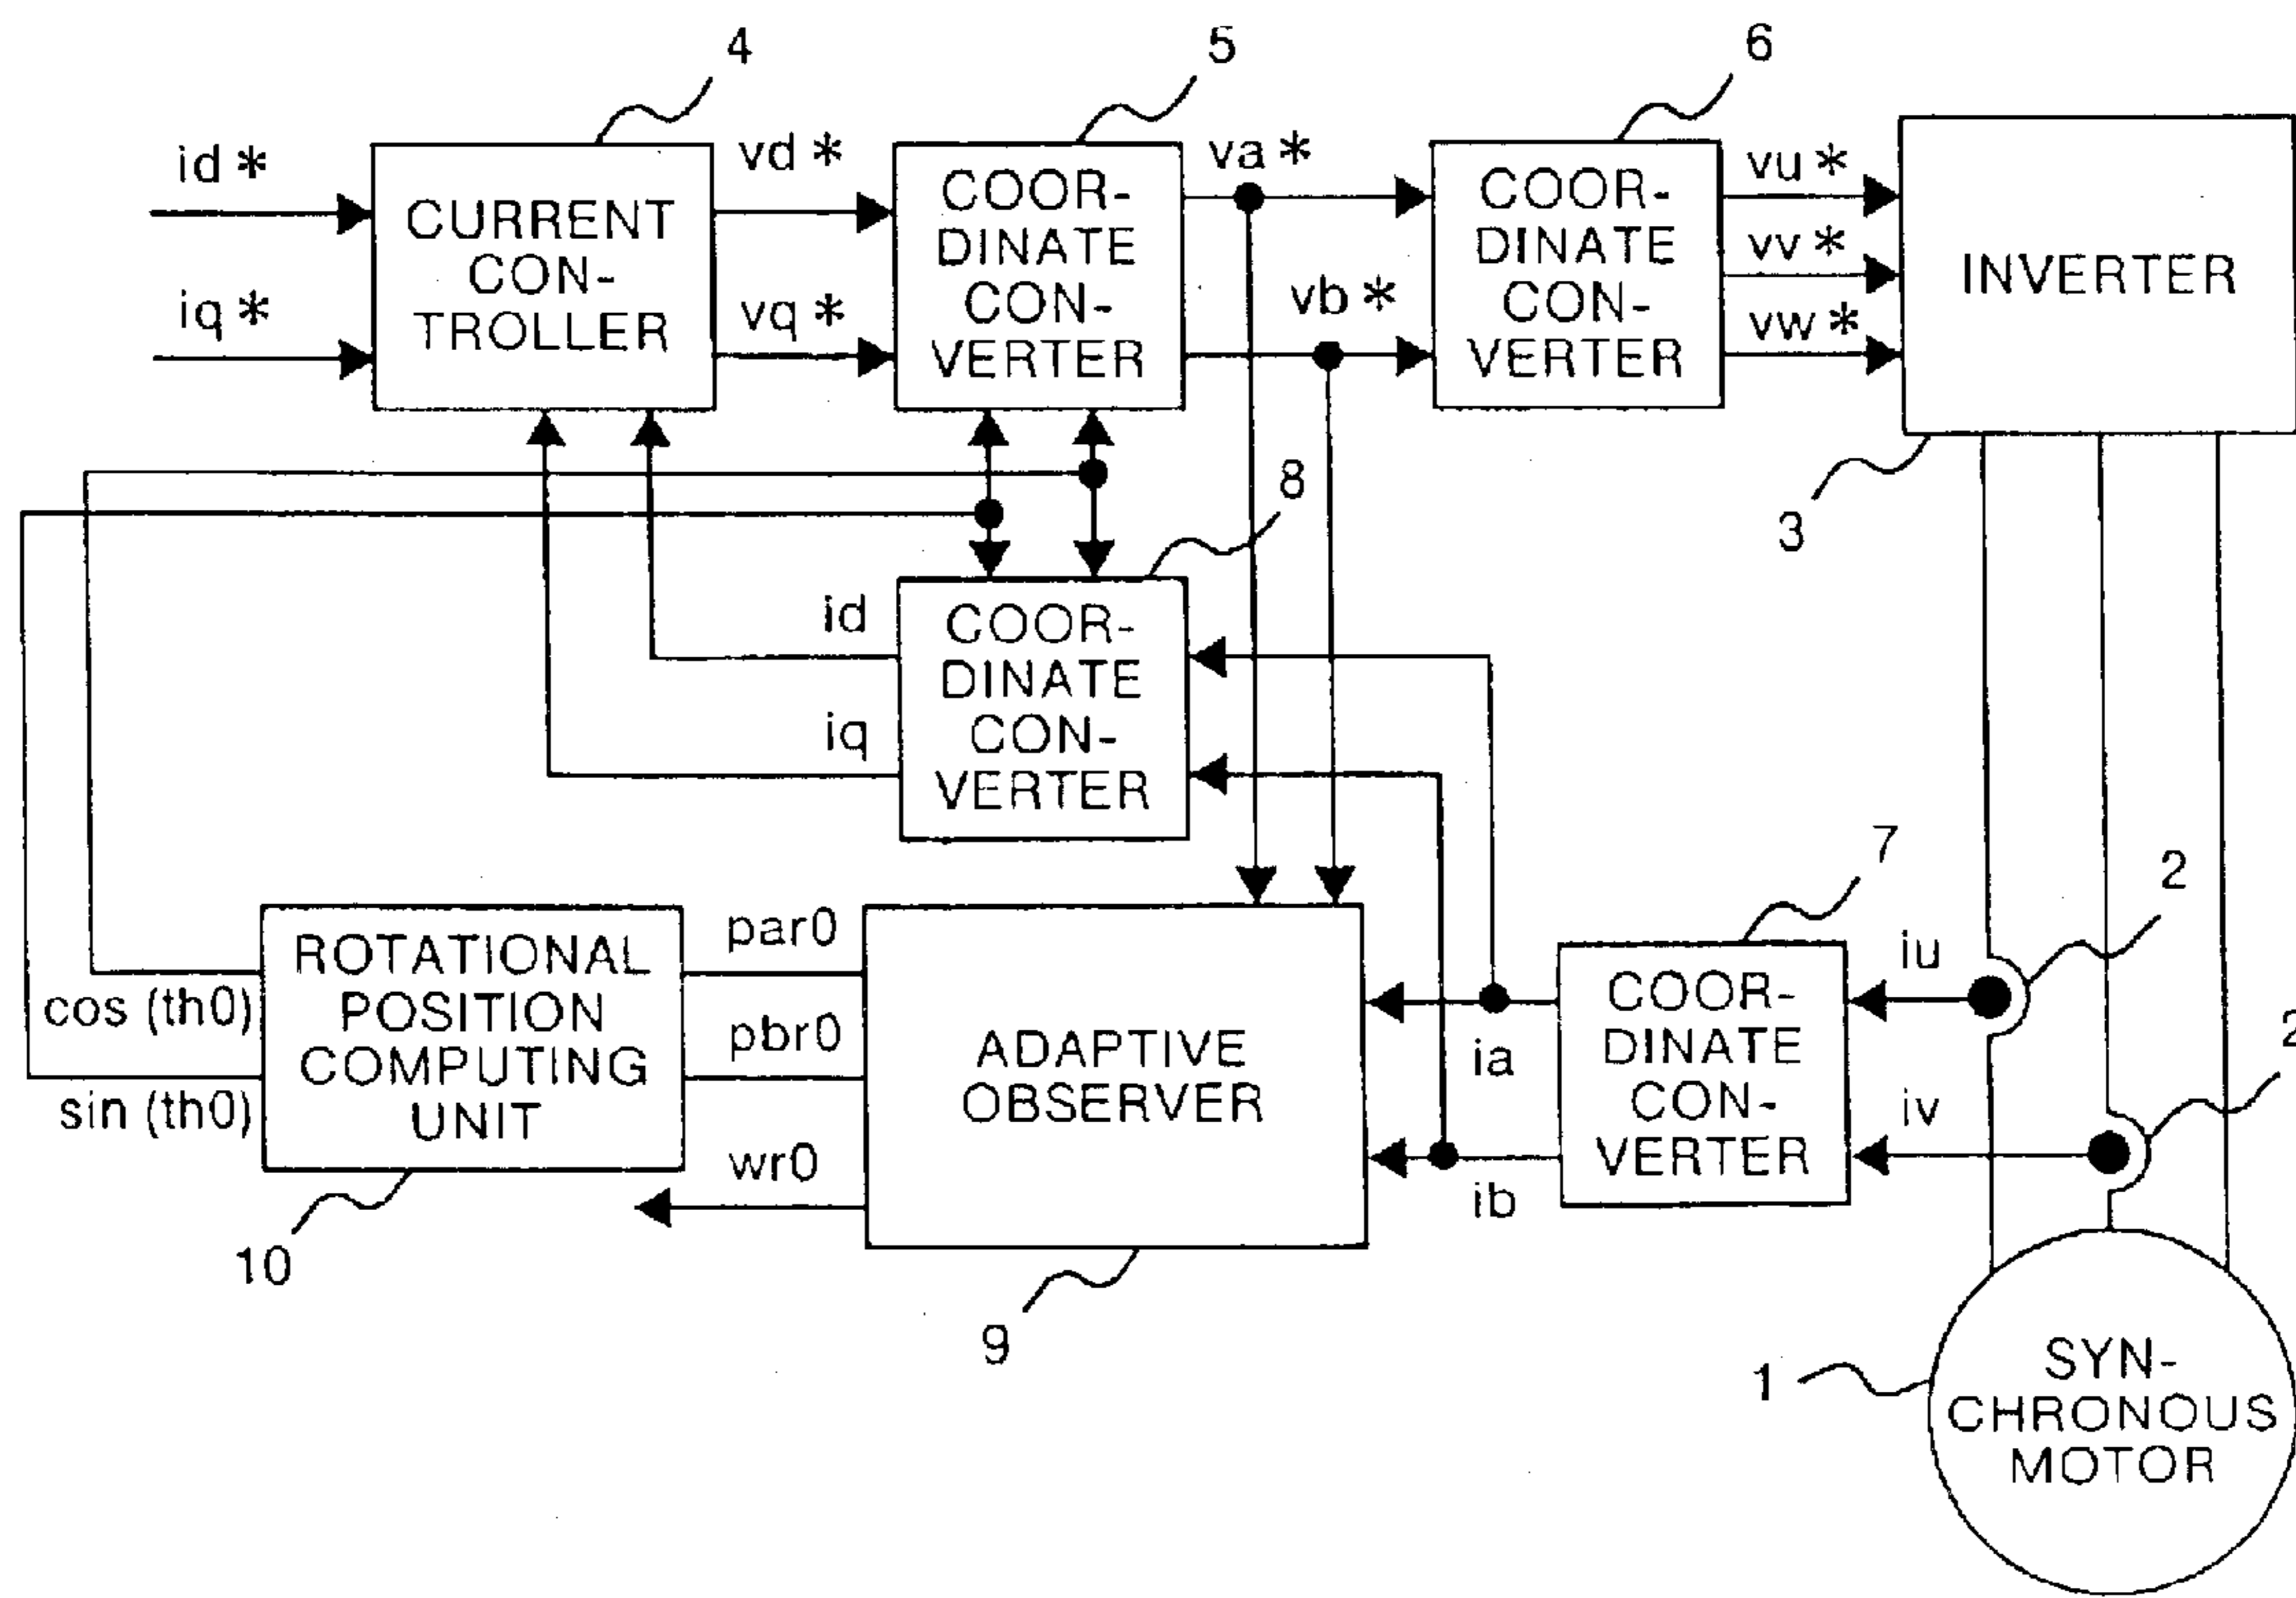 4
5
6
id*
vd*
va*
vu*
CURRENT
CON-
TROLLER
COOR-
DINATE
CON-
VERTER
COOR-
DINATE
CON-
VERTER
vv*
INVERTER
iq*
vq*
vb*
vw*
8
3
id
COOR-
DINATE
CON-
VERTER
iq
7
2
par0
iu
ROTATIONAL
POSITION
COMPUTING
UNIT
cos (th0)
pbr0
ADAPTIVE
OBSERVER
ia
COOR-
DINATE
CON-
VERTER
2
sin (th0)
iv
wr0
ib
10
9
1
SYN-
CHRONOUS
MOTOR